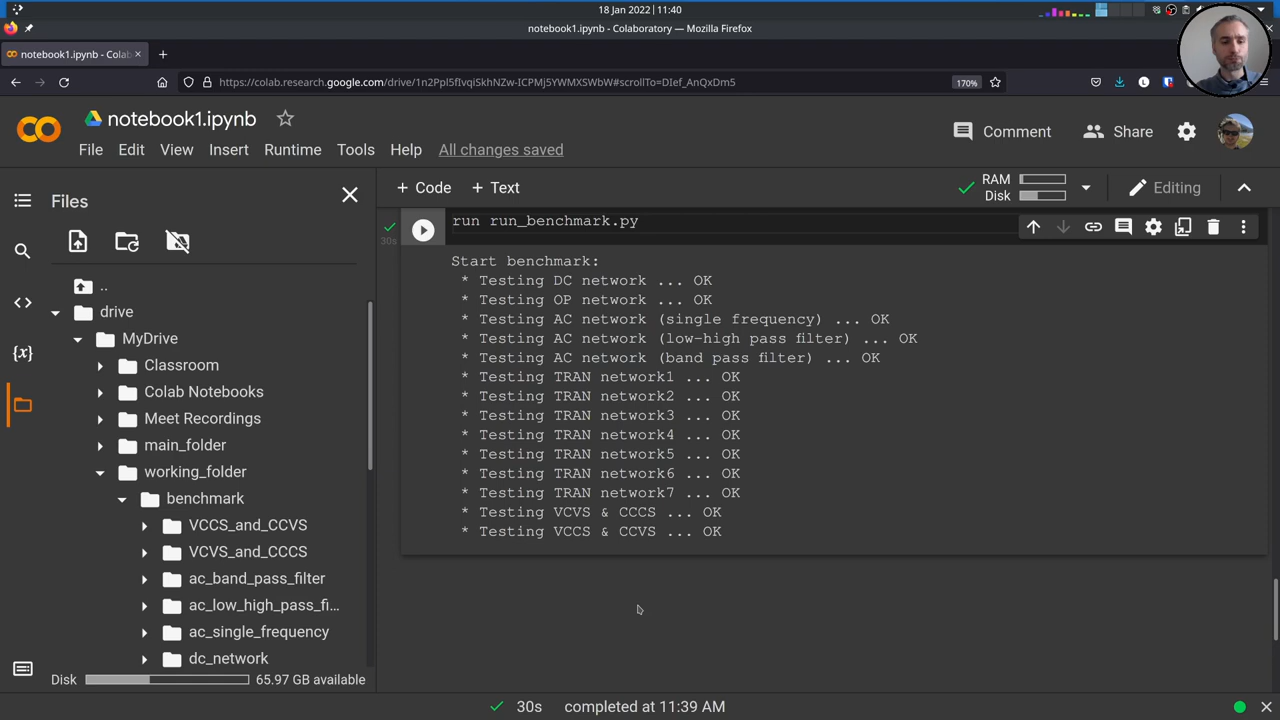 18 Jan 2022 | 11:40
notebook1.ipynb - Colaboratory — Mozilla Firefox
notebook1.ipynb - Colab
https://colab.research.google.com/drive/1n2Ppl5fIvqiSkhNZw-ICPMj5YWMXSWbW#scrollTo=DIef_AnQxDm5
170%
notebook1.ipynb
Comment
Share
File Edit View Insert Runtime Tools Help All changes saved
Files
+ Code + Text
RAM
Disk
Editing
..
drive
MyDrive
Classroom
Colab Notebooks
Meet Recordings
main_folder
working_folder
benchmark
VCCS_and_CCVS
VCVS_and_CCCS
ac_band_pass_filter
ac_low_high_pass_fi...
ac_single_frequency
dc_network
Disk 65.97 GB available
{x}
30s
run run_benchmark.py
Start benchmark:
* Testing DC network ... OK
* Testing OP network ... OK
* Testing AC network (single frequency) ... OK
* Testing AC network (low-high pass filter) ... OK
* Testing AC network (band pass filter) ... OK
* Testing TRAN network1 ... OK
* Testing TRAN network2 ... OK
* Testing TRAN network3 ... OK
* Testing TRAN network4 ... OK
* Testing TRAN network5 ... OK
* Testing TRAN network6 ... OK
* Testing TRAN network7 ... OK
* Testing VCVS & CCCS ... OK
* Testing VCCS & CCVS ... OK
30s completed at 11:39 AM